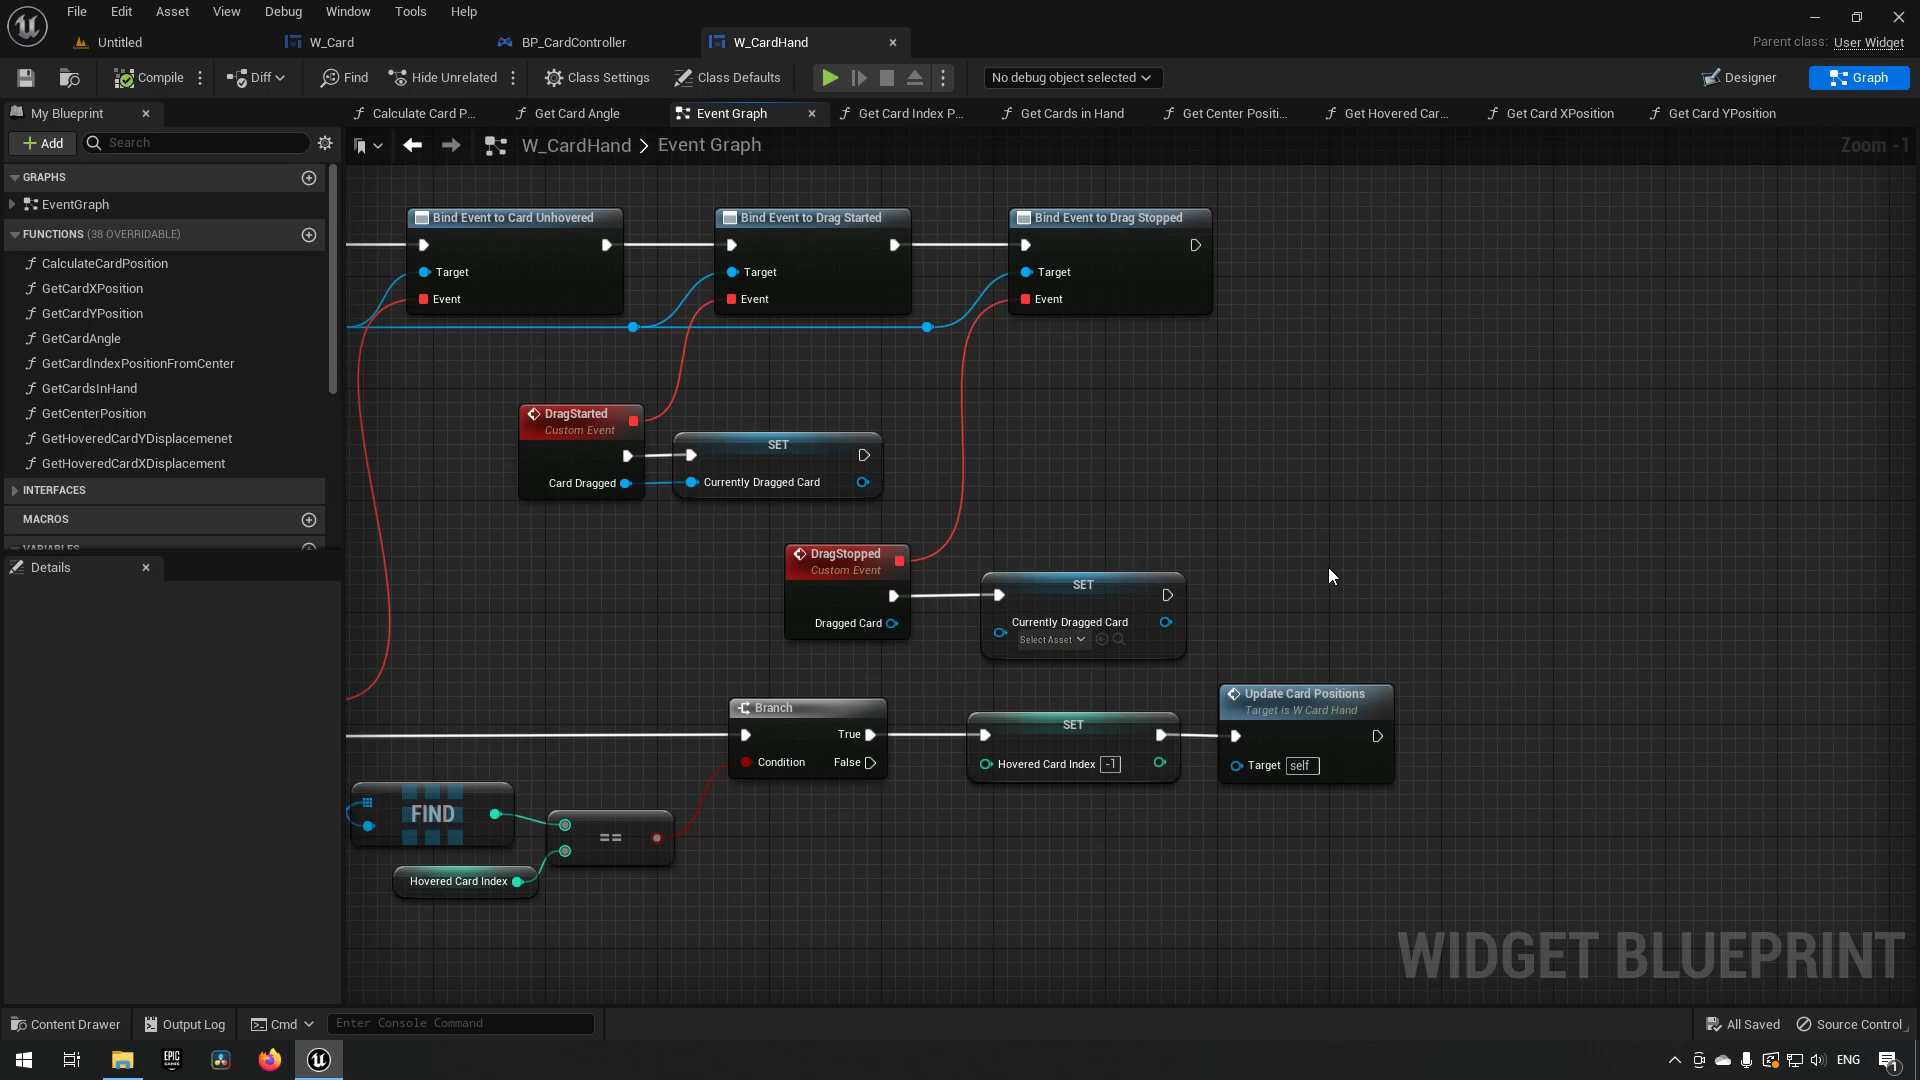 File Edit Asset View Debug Window Tools Help
Untitled W_Card BP_CardController W_CardHand
Parent class: User Widget
Compile Diff Find Hide Unrelated Class Settings Class Defaults No debug object selected Designer Graph
My Blueprint
Calculate Card P... Get Card Angle Event Graph Get Card Index P... Get Cards in Hand Get Center Positi... Get Hovered Car... Get Card XPosition Get Card YPosition
Add Search
W_CardHand > Event Graph
Zoom -1
GRAPHS
EventGraph
FUNCTIONS (38 OVERRIDABLE)
CalculateCardPosition
GetCardXPosition
GetCardYPosition
GetCardAngle
GetCardIndexPositionFromCenter
GetCardsInHand
GetCenterPosition
GetHoveredCardYDisplacemenet
GetHoveredCardXDisplacement
INTERFACES
MACROS
VARIABLES
Details
Bind Event to Card Unhovered
Target
Event
Bind Event to Drag Started
Target
Event
Bind Event to Drag Stopped
Target
Event
DragStarted
Custom Event
Card Dragged
SET
Currently Dragged Card
DragStopped
Custom Event
Dragged Card
SET
Currently Dragged Card
Select Asset
Branch
True
Condition False
SET
Hovered Card Index -1
Update Card Positions
Target is W Card Hand
Target self
FIND
==
Hovered Card Index
WIDGET BLUEPRINT
Content Drawer Output Log Cmd Enter Console Command All Saved Source Control
EPIC GAMES
ENG
1